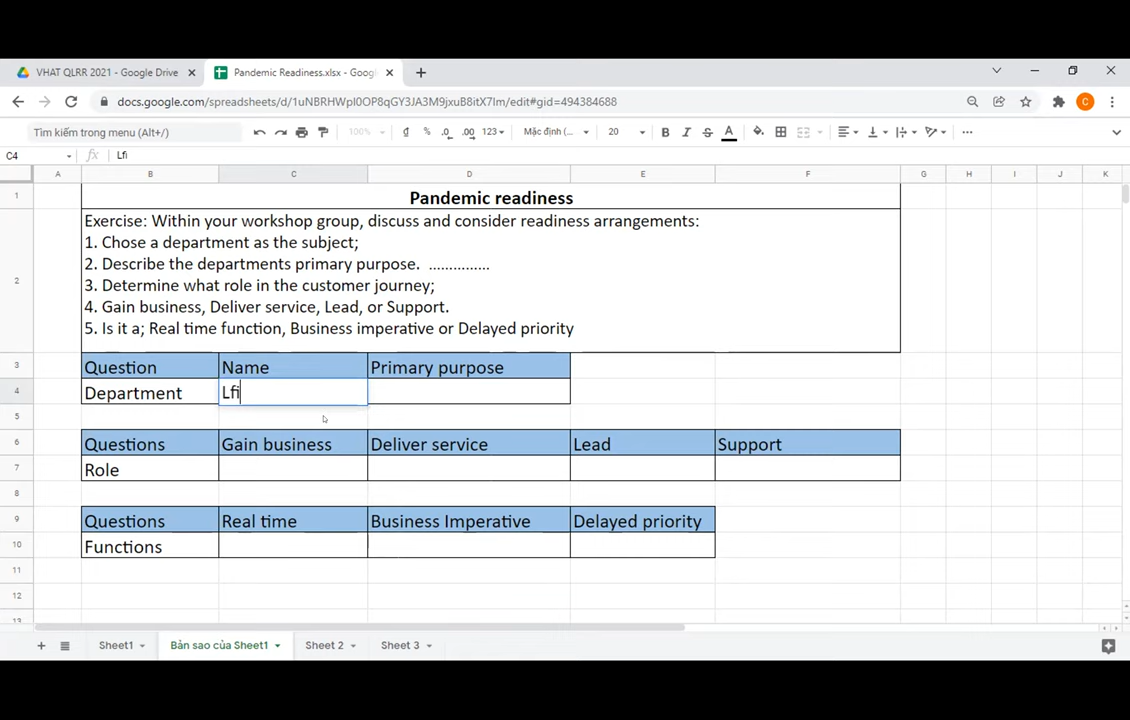 VHAT QLRR 2021 - Google Drive
Pandemic Readiness.xlsx - Goog
docs.google.com/spreadsheets/d/1uNBRHWpI0OP8qGY3JA3M9jxuB8itX7Im/edit#gid=494384688
Tìm kiếm trong menu (Alt+/)
100%
₫ % .0 .00 123
Mặc định (...
20
B I S A
C4
fx
Lfi
A B C D E F G H I J K
1 Pandemic readiness
2 Exercise: Within your workshop group, discuss and consider readiness arrangements:
1. Chose a department as the subject;
2. Describe the departments primary purpose. ..............
3. Determine what role in the customer journey;
4. Gain business, Deliver service, Lead, or Support.
5. Is it a; Real time function, Business imperative or Delayed priority
3 Question Name Primary purpose
4 Department Lfi
5
6 Questions Gain business Deliver service Lead Support
7 Role
8
9 Questions Real time Business Imperative Delayed priority
10 Functions
11
12
13
Sheet1 Bản sao của Sheet1 Sheet 2 Sheet 3